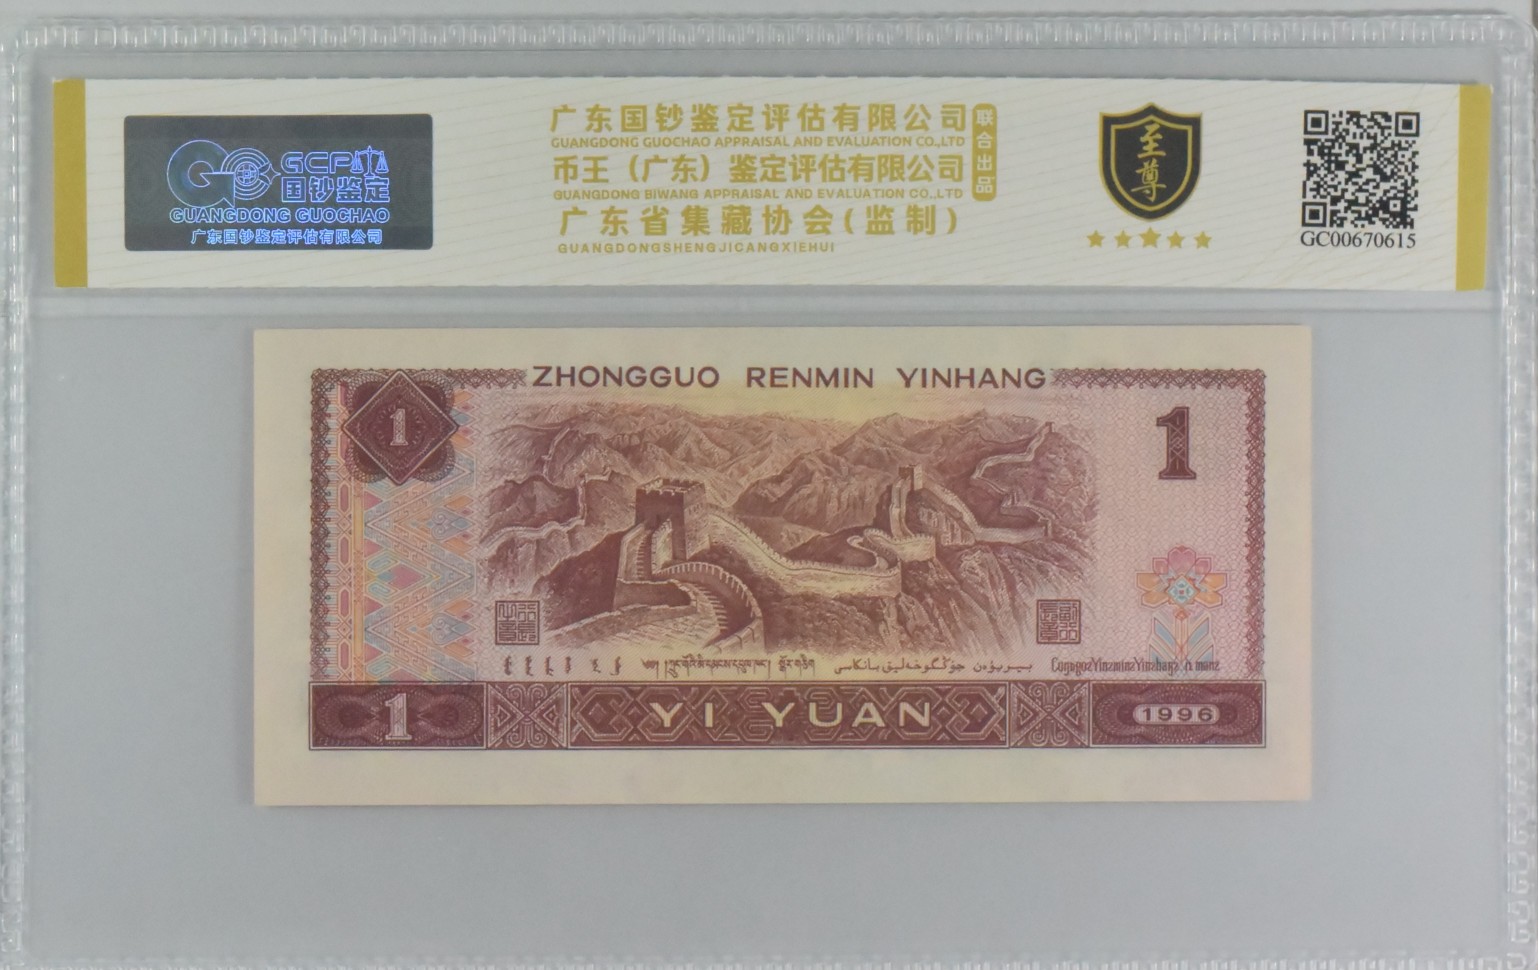 GCP
国钞鉴定
GUANGDONG GUOCHAO
广东国钞鉴定评估有限公司
广东国钞鉴定评估有限公司
GUANGDONG GUOCHAO APPRAISAL AND EVALUATION CO.,LTD
币王（广东）鉴定评估有限公司
GUANGDONG BIWANG APPRAISAL AND EVALUATION CO.,LTD
广东省集藏协会(监制)
GUANGDONGSHENGJICANGXIEHUI
联合出品
至尊
GC00670615
ZHONGGUO RENMIN YINHANG
1
1
1
YI YUAN
1996